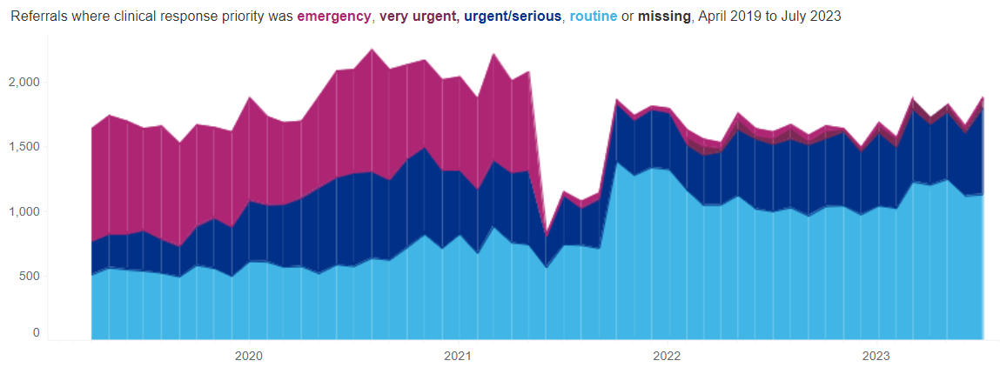 Referrals where clinical response priority was emergency, very urgent, urgent/serious, routine or missing, April 2019 to July 2023
2,000
1,500
1,000
500
0
2020 2021 2022 2023